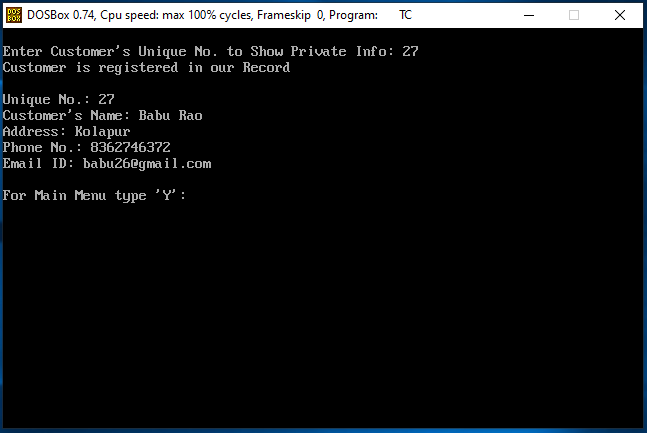 DOS BOX DOSBox 0.74, Cpu speed: max 100% cycles, Frameskip 0, Program: TC
Enter Customer's Unique No. to Show Private Info: 27
Customer is registered in our Record
Unique No.: 27
Customer's Name: Babu Rao
Address: Kolapur
Phone No.: 8362746372
Email ID: babu26@gmail.com
For Main Menu type 'Y':